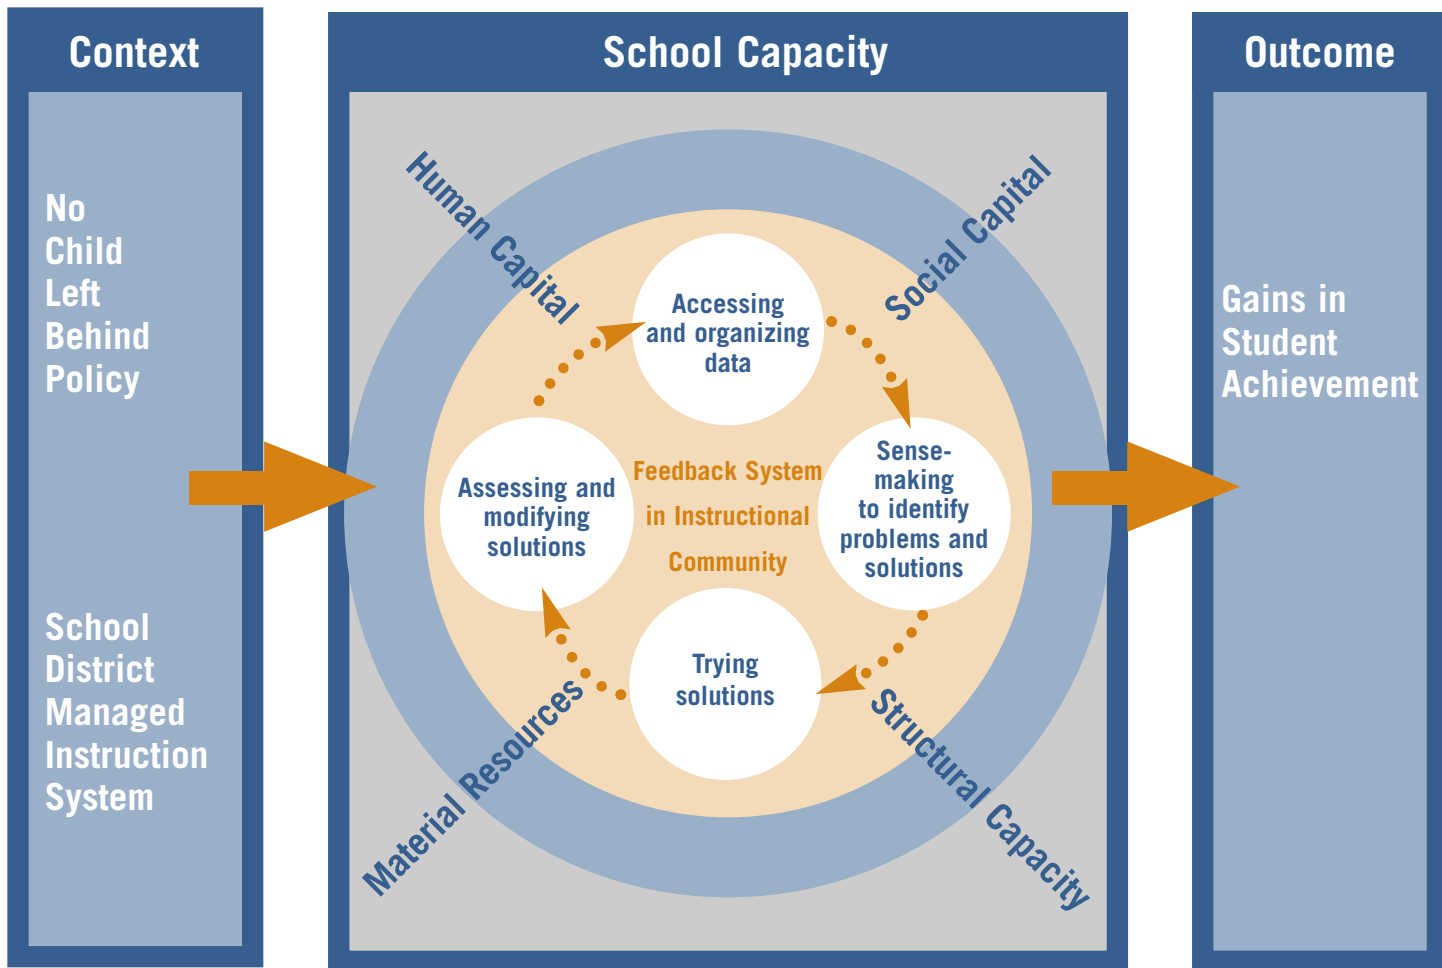 Context
No
Child
Left
Behind
Policy
School
District
Managed
Instruction
System
School Capacity
Human Capital
Social Capital
Accessing
and organizing
data
Sense-
making
to identify
problems and
solutions
Trying
solutions
Assessing and
modifying
solutions
Feedback System
in Instructional
Community
Material Resources
Structural Capacity
Outcome
Gains in
Student
Achievement